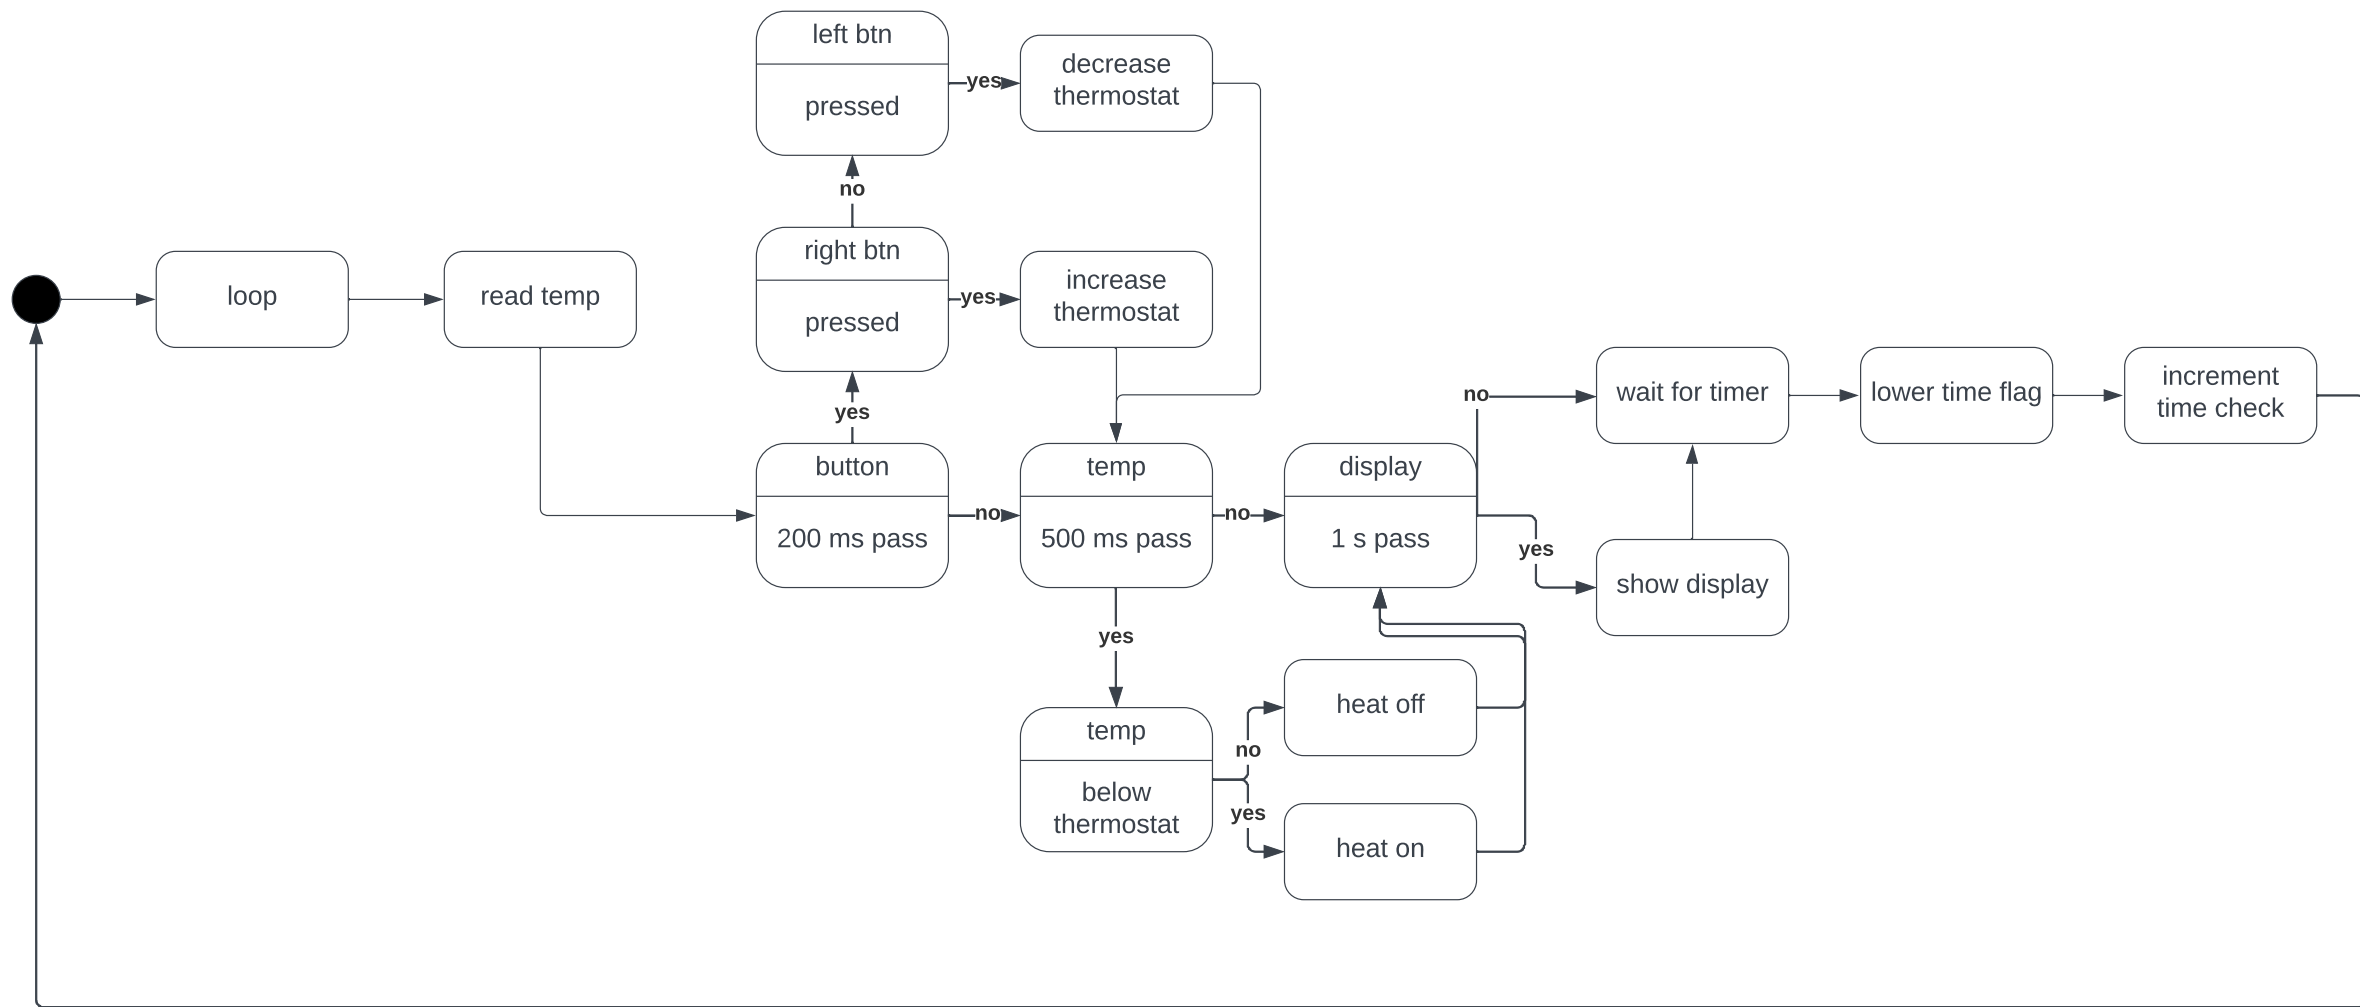 left btn
pressed
yes
decrease
thermostat
no
right btn
pressed
yes
increase
thermostat
loop
read temp
yes
button
200 ms pass
no
temp
500 ms pass
no
display
1 s pass
no
wait for timer
lower time flag
increment
time check
yes
show display
yes
temp
below
thermostat
no
heat off
yes
heat on